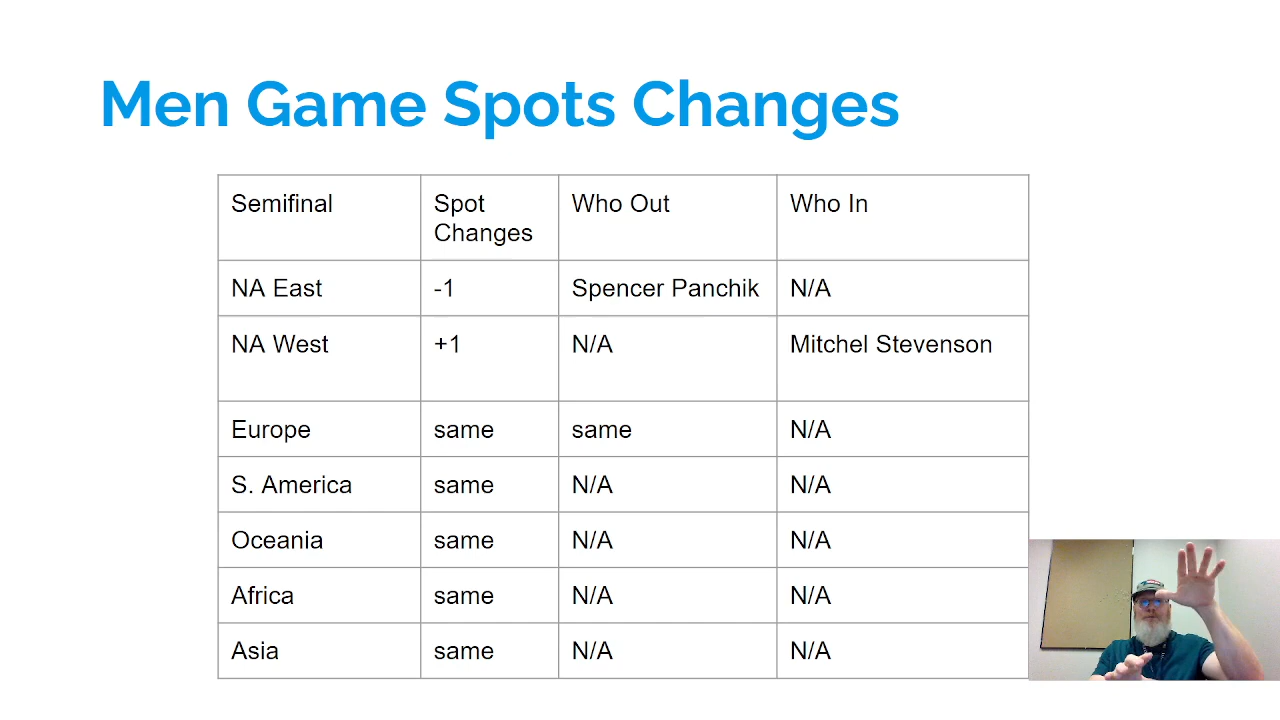 Men Game Spots Changes
Semifinal Spot Changes Who Out Who In
NA East -1 Spencer Panchik N/A
NA West +1 N/A Mitchel Stevenson
Europe same same N/A
S. America same N/A N/A
Oceania same N/A N/A
Africa same N/A N/A
Asia same N/A N/A